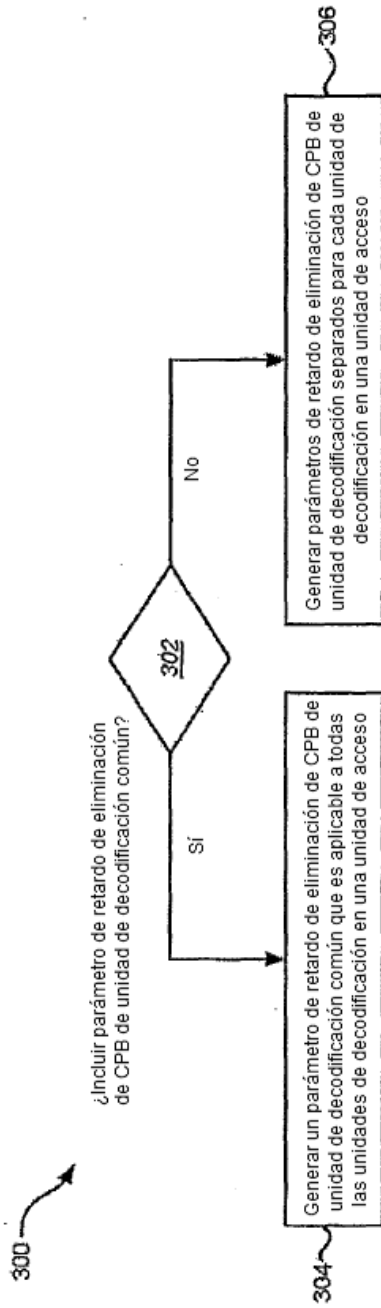 300
¿Incluir parámetro de retardo de eliminación
de CPB de unidad de decodificación común?
302
Sí
No
304
Generar un parámetro de retardo de eliminación de CPB de
unidad de decodificación común que es aplicable a todas
las unidades de decodificación en una unidad de acceso
Generar parámetros de retardo de eliminación de CPB de
unidad de decodificación separados para cada unidad de
decodificación en una unidad de acceso
306